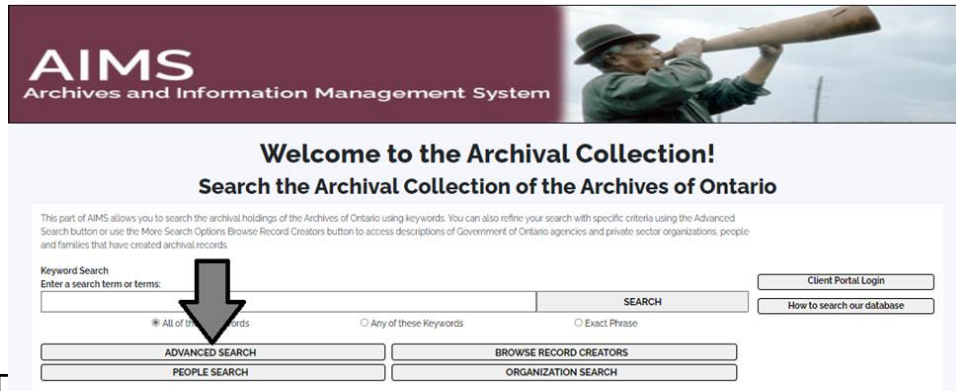 AIMS
Archives and Information Management System
Welcome to the Archival Collection!
Search the Archival Collection of the Archives of Ontario
This part of AIMS allows you to search the archival holdings of the Archives of Ontario using keywords. You can also refine your search with specific criteria using the Advanced
Search button or use the More Search Options Browse Record Creators button to access descriptions of Government of Ontario agencies and private sector organizations, people
and families that have created archival records.
Keyword Search
Enter a search term or terms:
SEARCH
All of words
Any of these Keywords
Exact Phrase
Client Portal Login
How to search our database
ADVANCED SEARCH
BROWSE RECORD CREATORS
PEOPLE SEARCH
ORGANIZATION SEARCH